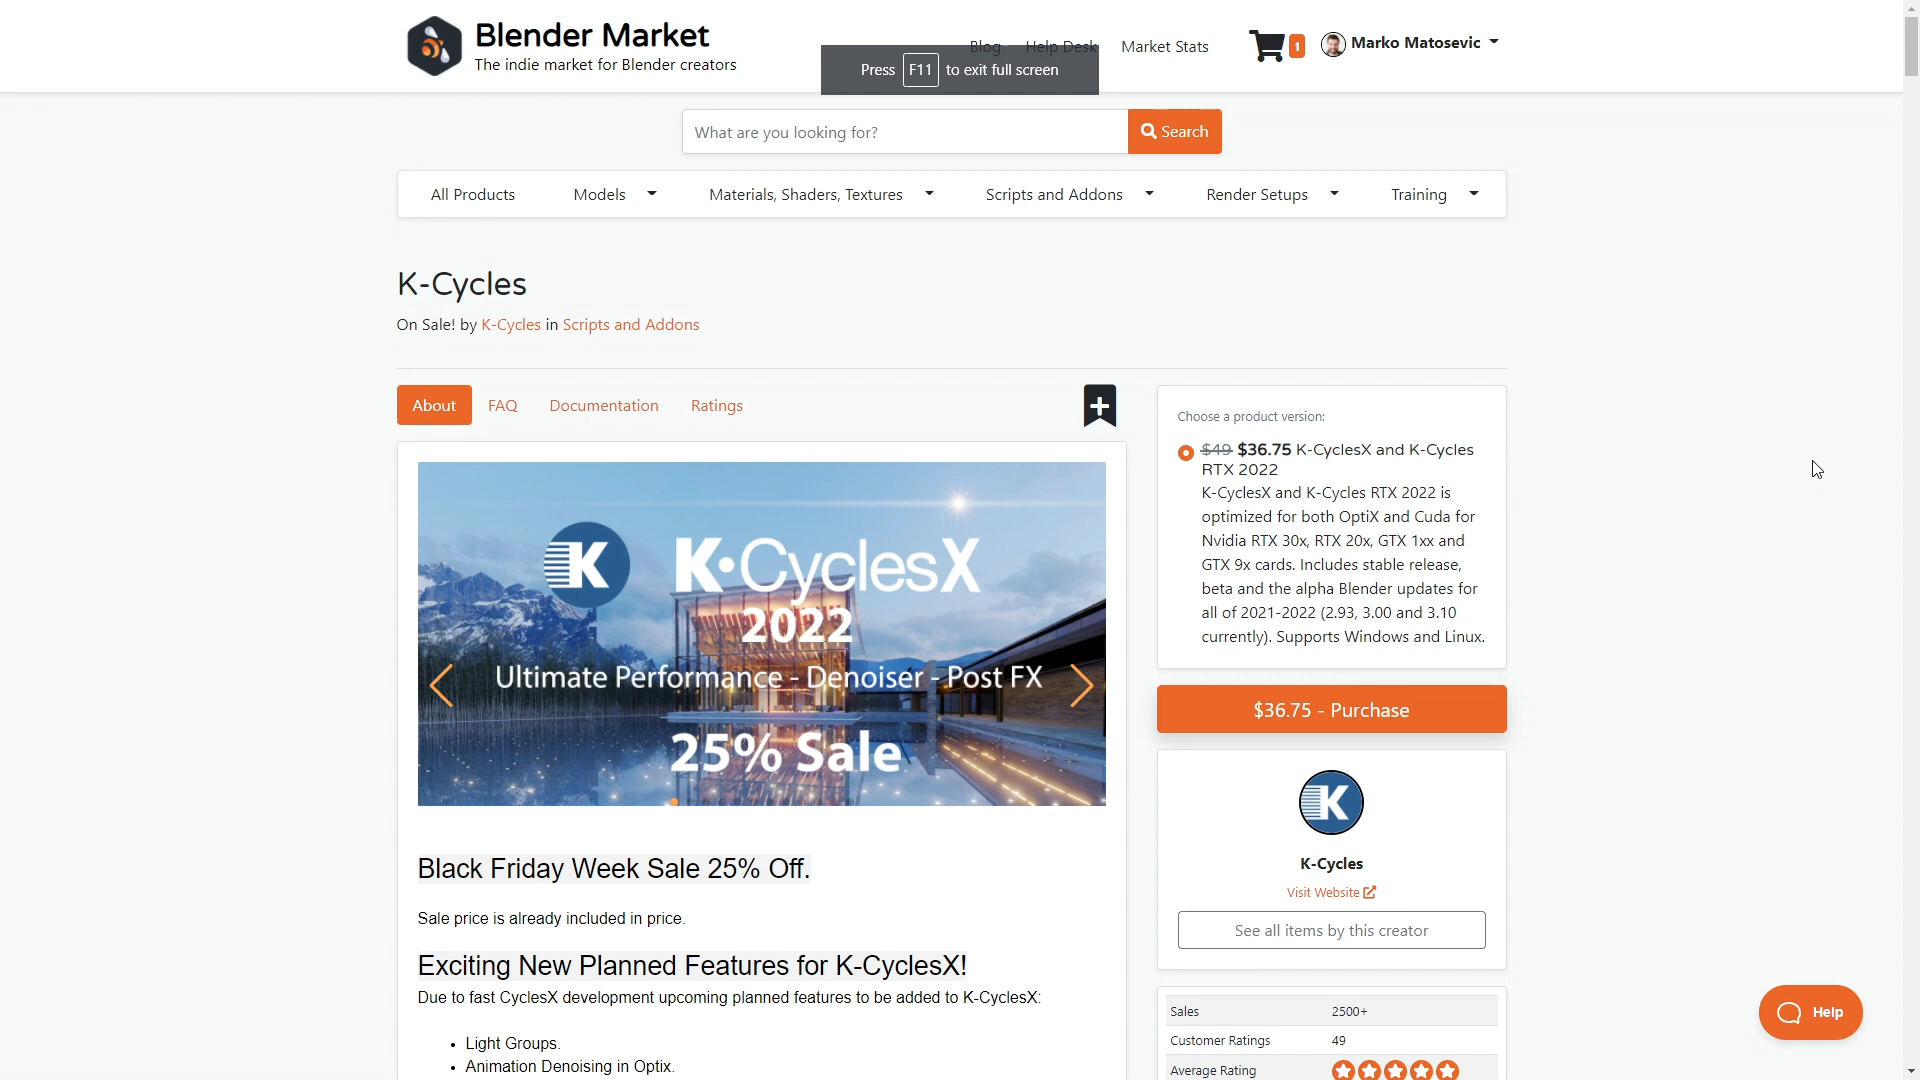 Blender Market
The indie market for Blender creators
Blog
Help Desk
Market Stats
1
Marko Matosevic
Press F11 to exit full screen
What are you looking for?
Search
All Products
Models
Materials, Shaders, Textures
Scripts and Addons
Render Setups
Training
K-Cycles
On Sale! by K-Cycles in Scripts and Addons
About
FAQ
Documentation
Ratings
K
K·CyclesX
2022
Ultimate Performance - Denoiser - Post FX
25% Sale
Black Friday Week Sale 25% Off.
Sale price is already included in price.
Exciting New Planned Features for K-CyclesX!
Due to fast CyclesX development upcoming planned features to be added to K-CyclesX:
• Light Groups.
• Animation Denoising in Optix.
Choose a product version:
$49 $36.75 K-CyclesX and K-Cycles
RTX 2022
K-CyclesX and K-Cycles RTX 2022 is
optimized for both OptiX and Cuda for
Nvidia RTX 30x, RTX 20x, GTX 1xx and
GTX 9x cards. Includes stable release,
beta and the alpha Blender updates for
all of 2021-2022 (2.93, 3.00 and 3.10
currently). Supports Windows and Linux.
$36.75 - Purchase
K
K-Cycles
Visit Website
See all items by this creator
Sales 2500+
Customer Ratings 49
Average Rating
Help